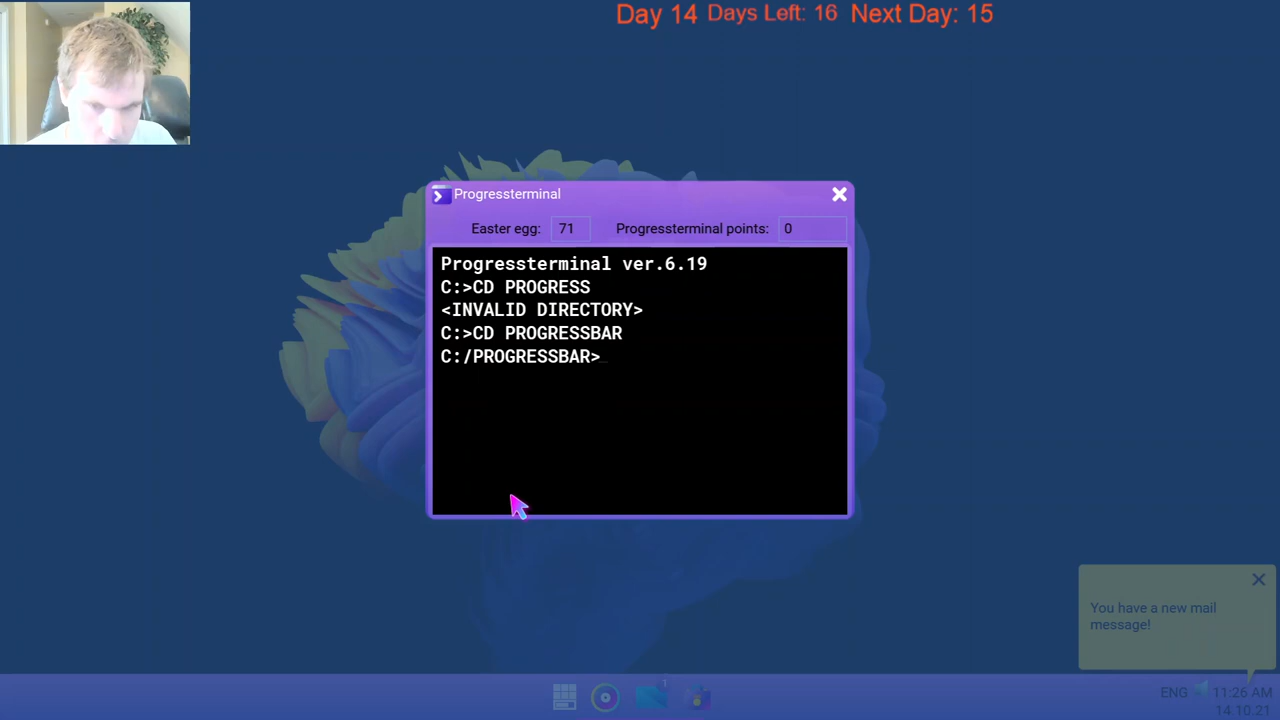 Day 14 Days Left: 16 Next Day: 15
Progressterminal
Easter egg: 71 Progressterminal points: 0
Progressterminal ver.6.19
C:>CD PROGRESS
<INVALID DIRECTORY>
C:>CD PROGRESSBAR
C:/PROGRESSBAR>_
You have a new mail
message!
1
ENG 11:26 AM
14.10.21